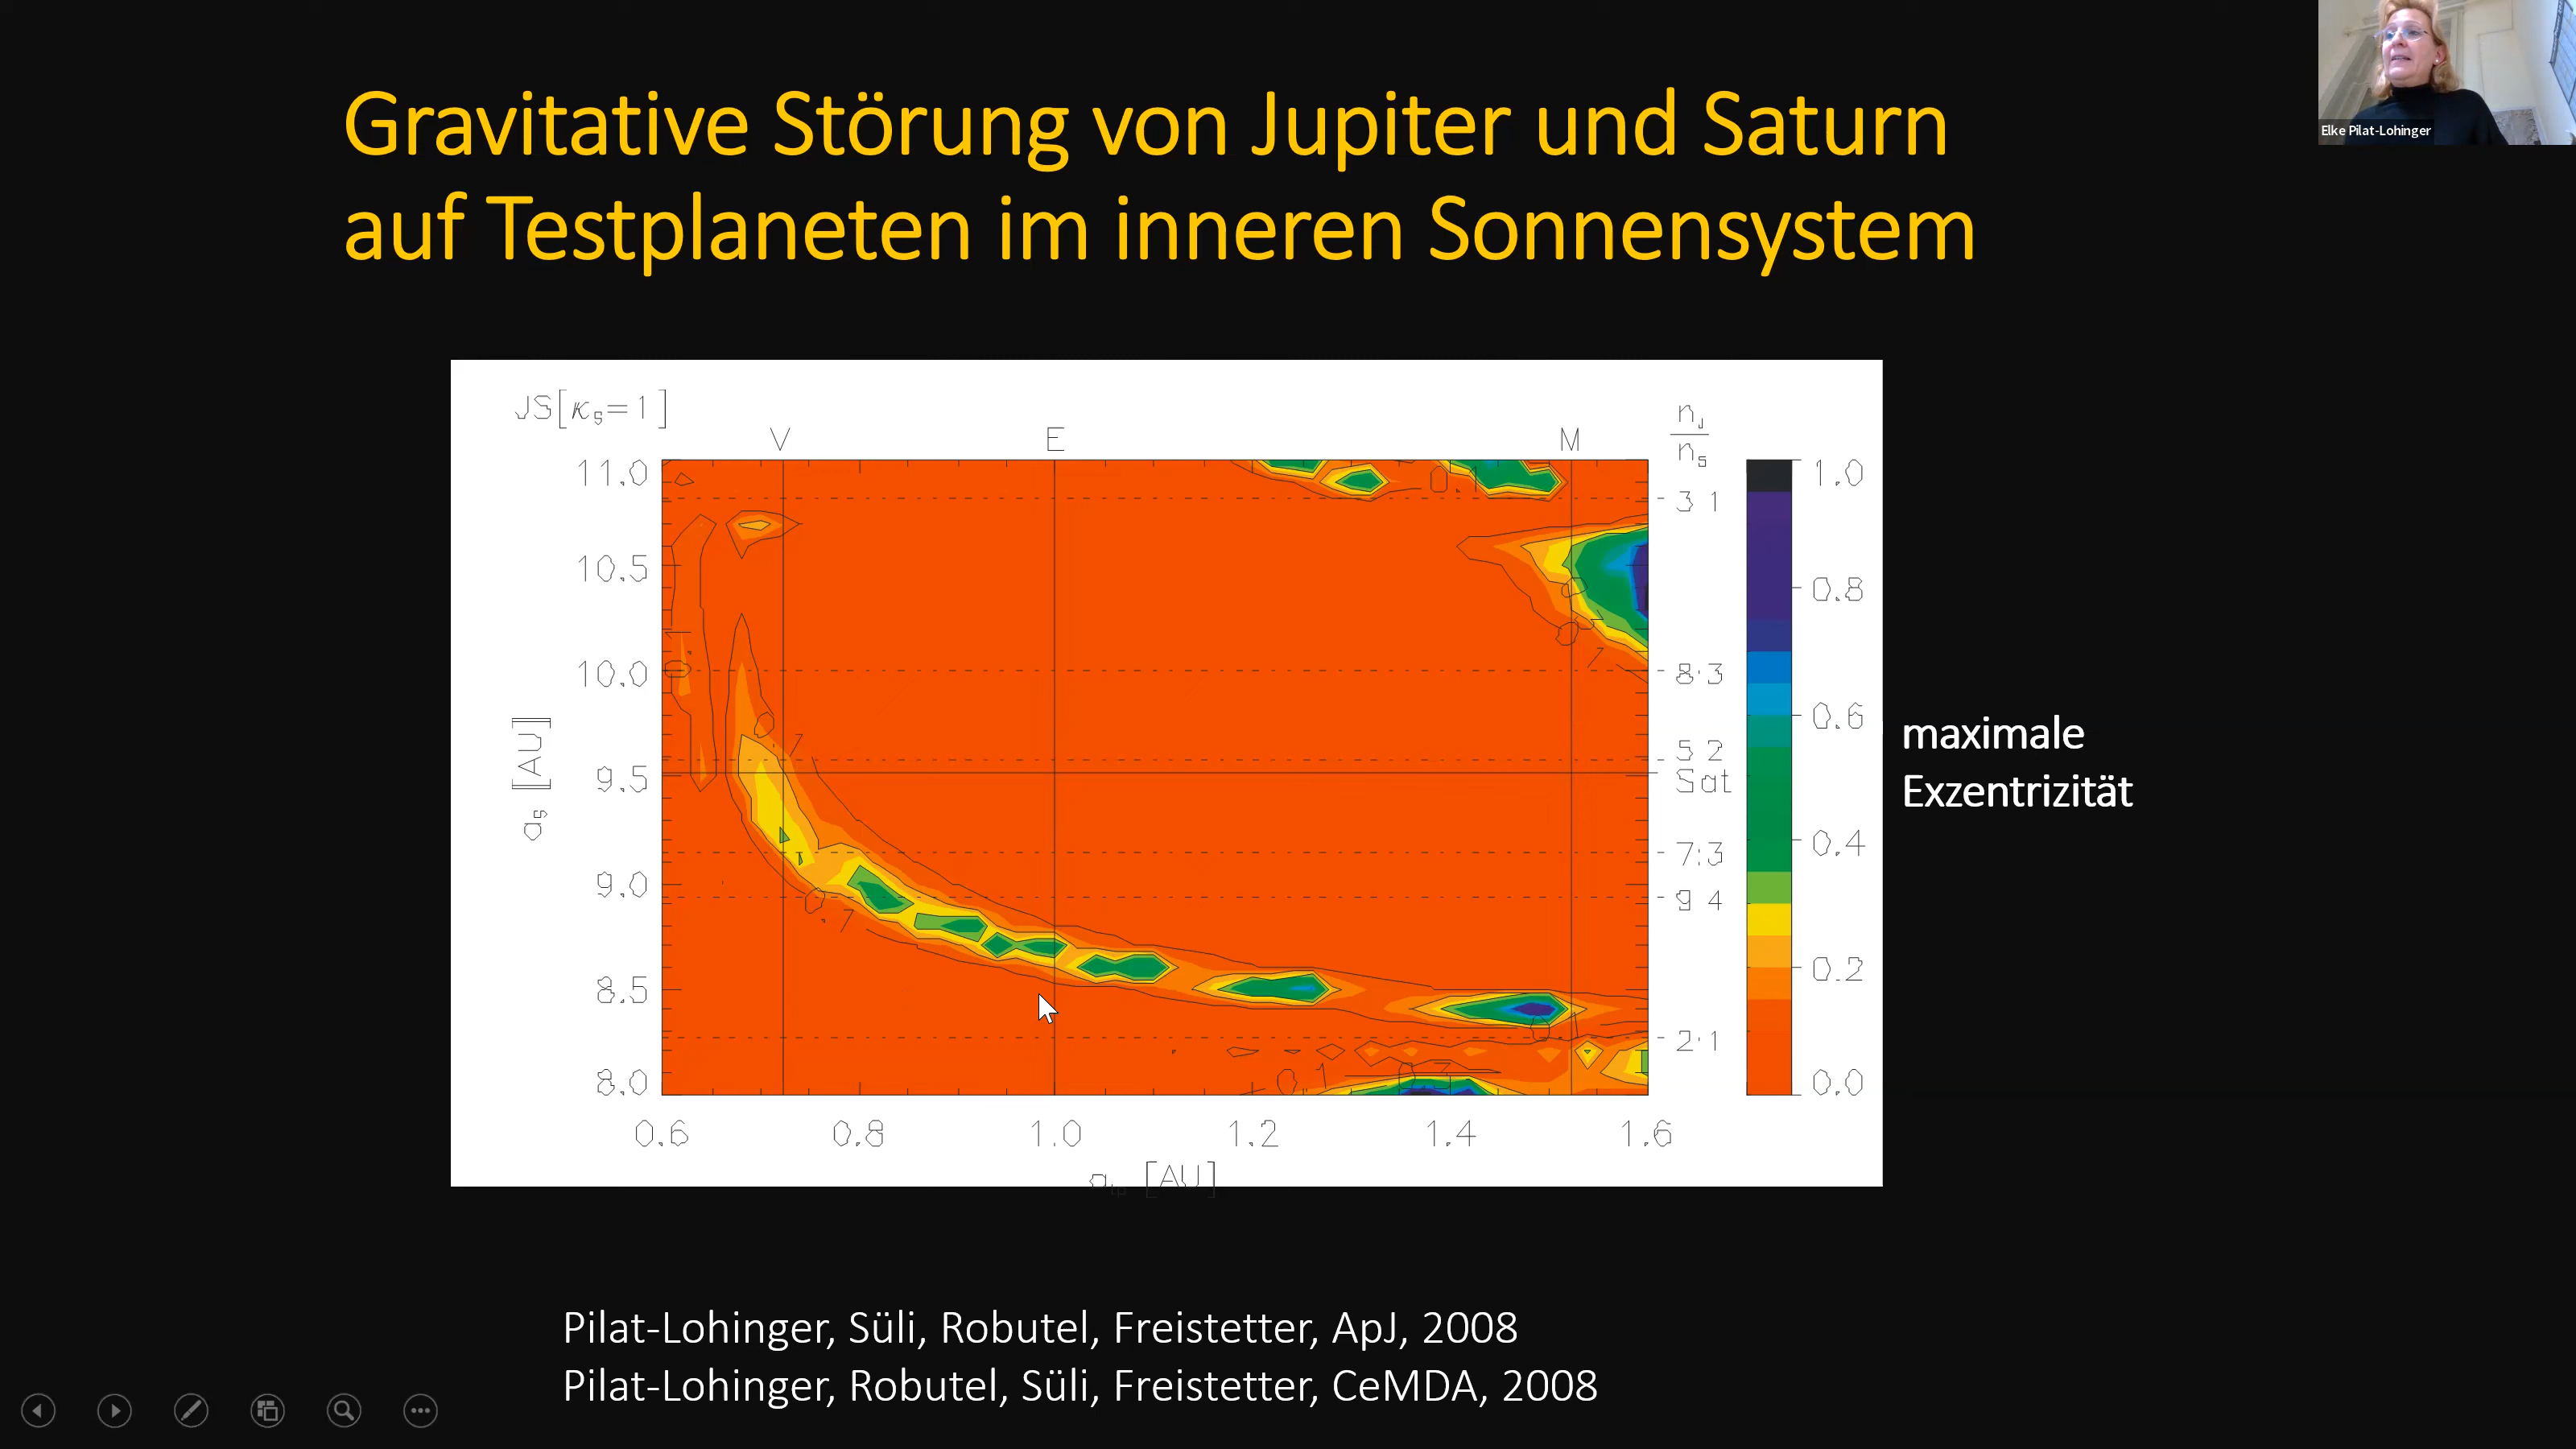 Gravitative Störung von Jupiter und Saturn
auf Testplaneten im inneren Sonnensystem
Elke Pilat-Lohinger
JS[κ_S=1]
V E M
n_J
n_S
11.0
10.5
10.0
9.5
9.0
8.5
8.0
a_S [AU]
3 1
8:3
5 2
Sat
7:3
9 4
2:1
1.0
0.8
0.6
0.4
0.2
0.0
0.6 0.8 1.0 1.2 1.4 1.6
[AU]
maximale
Exzentrizität
Pilat-Lohinger, Süli, Robutel, Freistetter, ApJ, 2008
Pilat-Lohinger, Robutel, Süli, Freistetter, CeMDA, 2008